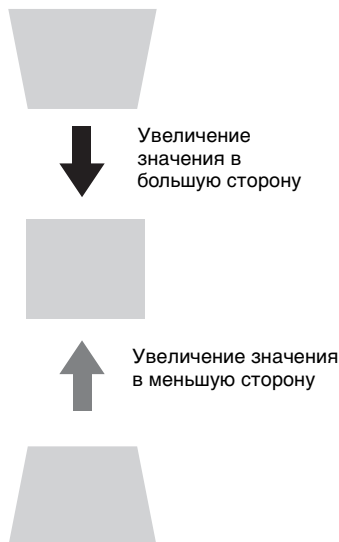 Увеличение
значения в
большую сторону
Увеличение значения
в меньшую сторону